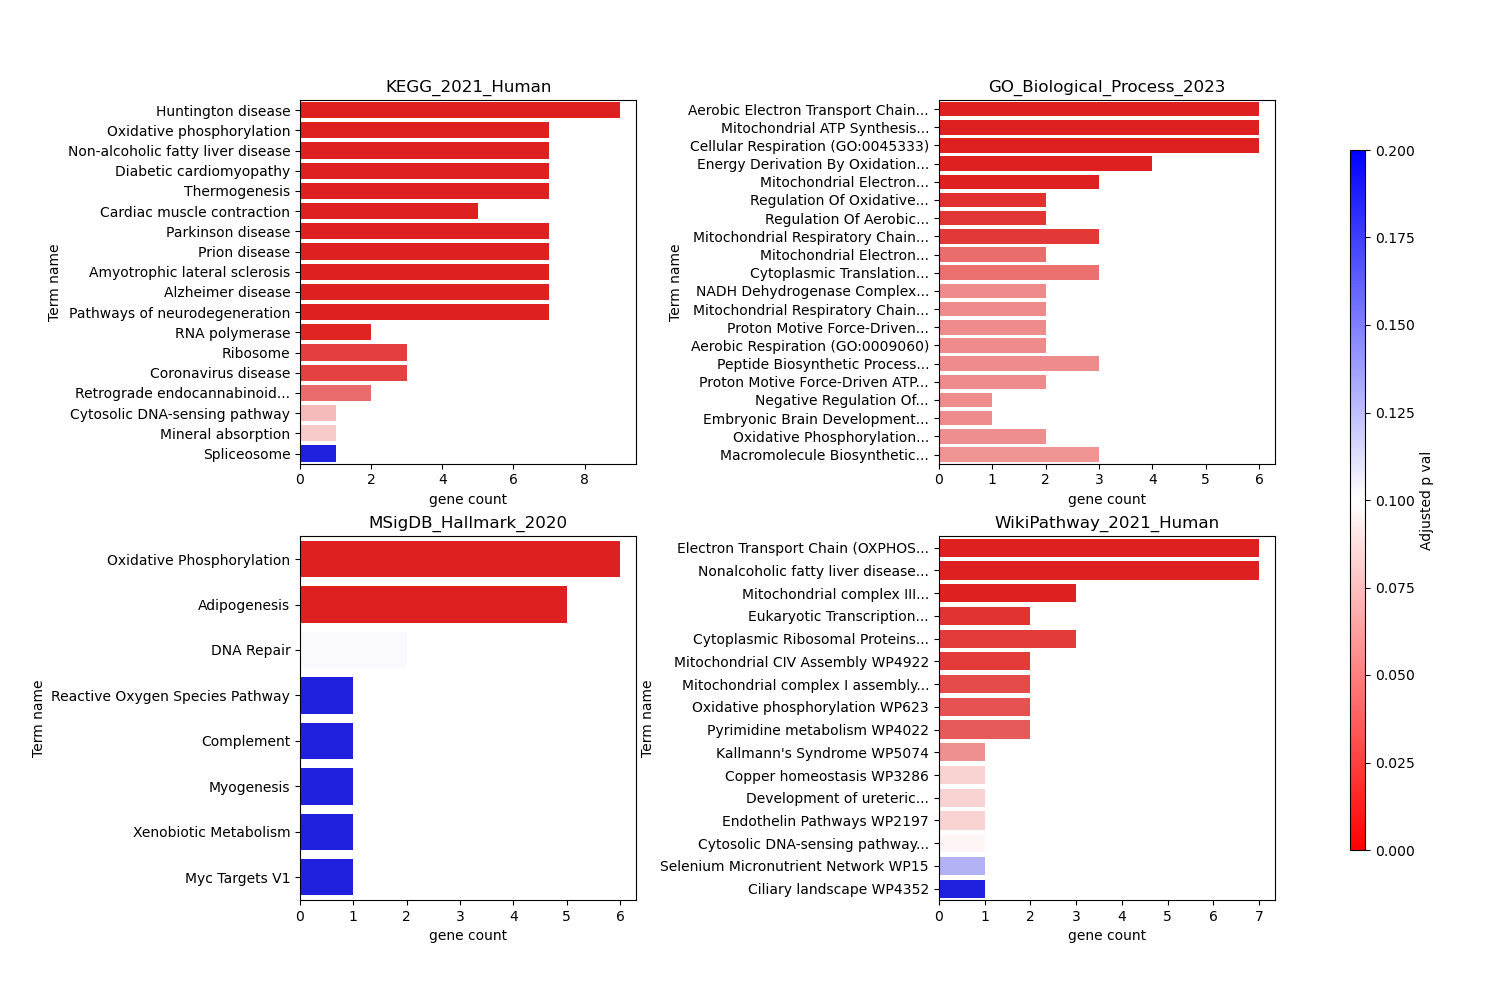 KEGG_2021_Human
Term name
Huntington disease
Oxidative phosphorylation
Non-alcoholic fatty liver disease
Diabetic cardiomyopathy
Thermogenesis
Cardiac muscle contraction
Parkinson disease
Prion disease
Amyotrophic lateral sclerosis
Alzheimer disease
Pathways of neurodegeneration
RNA polymerase
Ribosome
Coronavirus disease
Retrograde endocannabinoid...
Cytosolic DNA-sensing pathway
Mineral absorption
Spliceosome
0 2 4 6 8
gene count
GO_Biological_Process_2023
Term name
Aerobic Electron Transport Chain...
Mitochondrial ATP Synthesis...
Cellular Respiration (GO:0045333)
Energy Derivation By Oxidation...
Mitochondrial Electron...
Regulation Of Oxidative...
Regulation Of Aerobic...
Mitochondrial Respiratory Chain...
Mitochondrial Electron...
Cytoplasmic Translation...
NADH Dehydrogenase Complex...
Mitochondrial Respiratory Chain...
Proton Motive Force-Driven...
Aerobic Respiration (GO:0009060)
Peptide Biosynthetic Process...
Proton Motive Force-Driven ATP...
Negative Regulation Of...
Embryonic Brain Development...
Oxidative Phosphorylation...
Macromolecule Biosynthetic...
0 1 2 3 4 5 6
gene count
MSigDB_Hallmark_2020
Term name
Oxidative Phosphorylation
Adipogenesis
DNA Repair
Reactive Oxygen Species Pathway
Complement
Myogenesis
Xenobiotic Metabolism
Myc Targets V1
0 1 2 3 4 5 6
gene count
WikiPathway_2021_Human
Term name
Electron Transport Chain (OXPHOS...
Nonalcoholic fatty liver disease...
Mitochondrial complex III...
Eukaryotic Transcription...
Cytoplasmic Ribosomal Proteins...
Mitochondrial CIV Assembly WP4922
Mitochondrial complex I assembly...
Oxidative phosphorylation WP623
Pyrimidine metabolism WP4022
Kallmann's Syndrome WP5074
Copper homeostasis WP3286
Development of ureteric...
Endothelin Pathways WP2197
Cytosolic DNA-sensing pathway...
Selenium Micronutrient Network WP15
Ciliary landscape WP4352
0 1 2 3 4 5 6 7
gene count
0.200
0.175
0.150
0.125
0.100
0.075
0.050
0.025
0.000
Adjusted p val